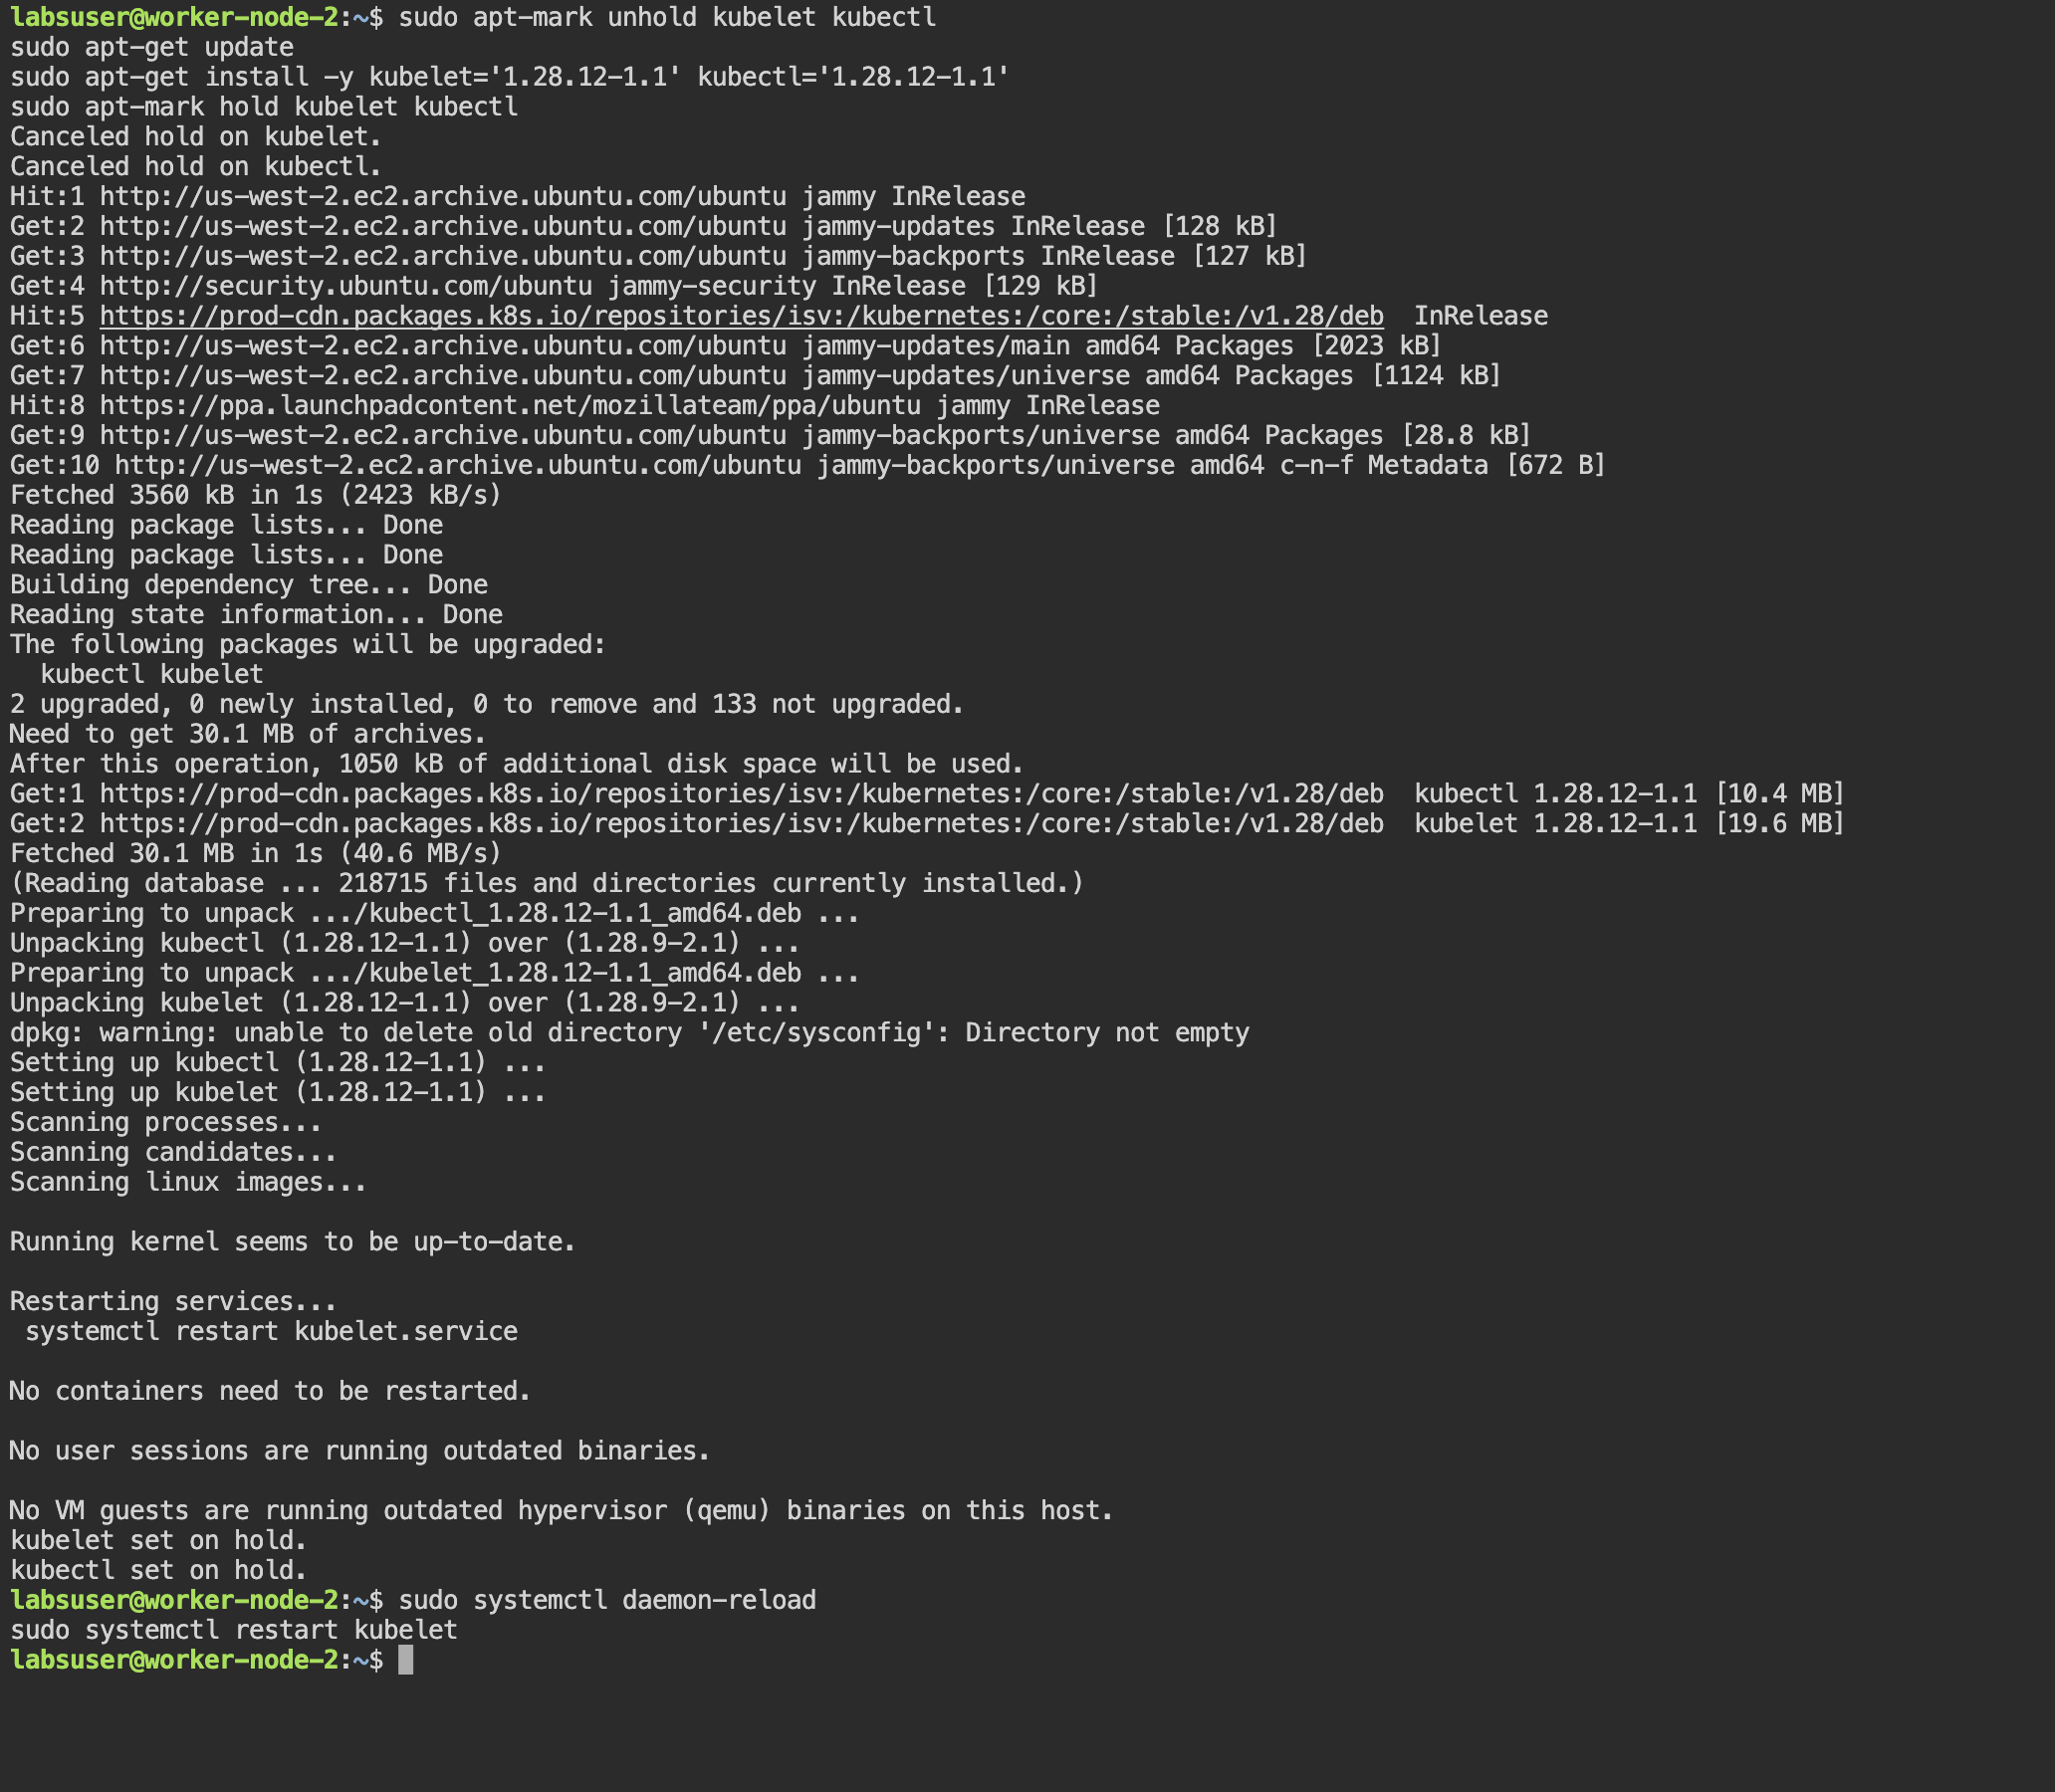 labsuser@worker-node-2:~$ sudo apt-mark unhold kubelet kubectl
sudo apt-get update
sudo apt-get install -y kubelet='1.28.12-1.1' kubectl='1.28.12-1.1'
sudo apt-mark hold kubelet kubectl
Canceled hold on kubelet.
Canceled hold on kubectl.
Hit:1 http://us-west-2.ec2.archive.ubuntu.com/ubuntu jammy InRelease
Get:2 http://us-west-2.ec2.archive.ubuntu.com/ubuntu jammy-updates InRelease [128 kB]
Get:3 http://us-west-2.ec2.archive.ubuntu.com/ubuntu jammy-backports InRelease [127 kB]
Get:4 http://security.ubuntu.com/ubuntu jammy-security InRelease [129 kB]
Hit:5 https://prod-cdn.packages.k8s.io/repositories/isv:/kubernetes:/core:/stable:/v1.28/deb  InRelease
Get:6 http://us-west-2.ec2.archive.ubuntu.com/ubuntu jammy-updates/main amd64 Packages [2023 kB]
Get:7 http://us-west-2.ec2.archive.ubuntu.com/ubuntu jammy-updates/universe amd64 Packages [1124 kB]
Hit:8 https://ppa.launchpadcontent.net/mozillateam/ppa/ubuntu jammy InRelease
Get:9 http://us-west-2.ec2.archive.ubuntu.com/ubuntu jammy-backports/universe amd64 Packages [28.8 kB]
Get:10 http://us-west-2.ec2.archive.ubuntu.com/ubuntu jammy-backports/universe amd64 c-n-f Metadata [672 B]
Fetched 3560 kB in 1s (2423 kB/s)
Reading package lists... Done
Reading package lists... Done
Building dependency tree... Done
Reading state information... Done
The following packages will be upgraded:
  kubectl kubelet
2 upgraded, 0 newly installed, 0 to remove and 133 not upgraded.
Need to get 30.1 MB of archives.
After this operation, 1050 kB of additional disk space will be used.
Get:1 https://prod-cdn.packages.k8s.io/repositories/isv:/kubernetes:/core:/stable:/v1.28/deb  kubectl 1.28.12-1.1 [10.4 MB]
Get:2 https://prod-cdn.packages.k8s.io/repositories/isv:/kubernetes:/core:/stable:/v1.28/deb  kubelet 1.28.12-1.1 [19.6 MB]
Fetched 30.1 MB in 1s (40.6 MB/s)
(Reading database ... 218715 files and directories currently installed.)
Preparing to unpack .../kubectl_1.28.12-1.1_amd64.deb ...
Unpacking kubectl (1.28.12-1.1) over (1.28.9-2.1) ...
Preparing to unpack .../kubelet_1.28.12-1.1_amd64.deb ...
Unpacking kubelet (1.28.12-1.1) over (1.28.9-2.1) ...
dpkg: warning: unable to delete old directory '/etc/sysconfig': Directory not empty
Setting up kubectl (1.28.12-1.1) ...
Setting up kubelet (1.28.12-1.1) ...
Scanning processes...
Scanning candidates...
Scanning linux images...

Running kernel seems to be up-to-date.

Restarting services...
 systemctl restart kubelet.service

No containers need to be restarted.

No user sessions are running outdated binaries.

No VM guests are running outdated hypervisor (qemu) binaries on this host.
kubelet set on hold.
kubectl set on hold.
labsuser@worker-node-2:~$ sudo systemctl daemon-reload
sudo systemctl restart kubelet
labsuser@worker-node-2:~$